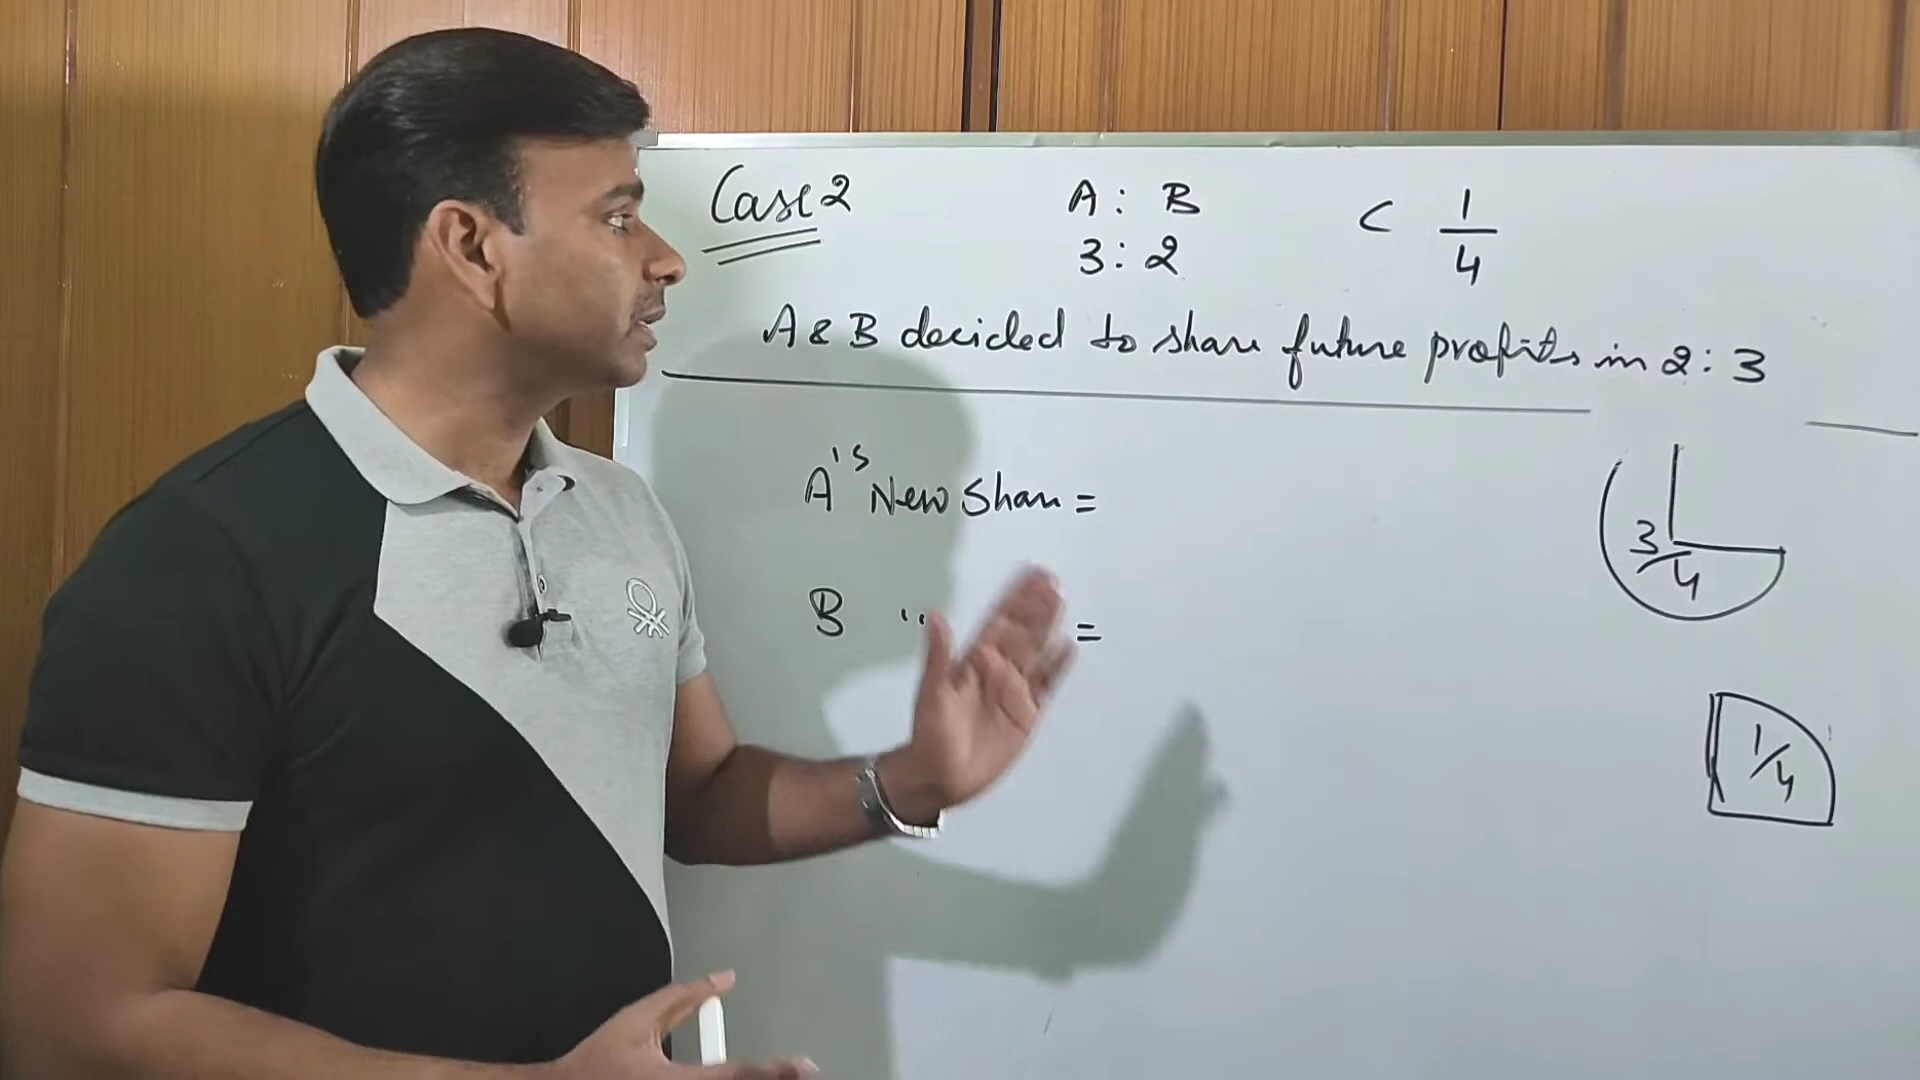 Case 2
A : B
3 : 2
C 1/4
A & B decided to share future profits in 2 : 3
A's New Share =
B " =
3/4
1/4